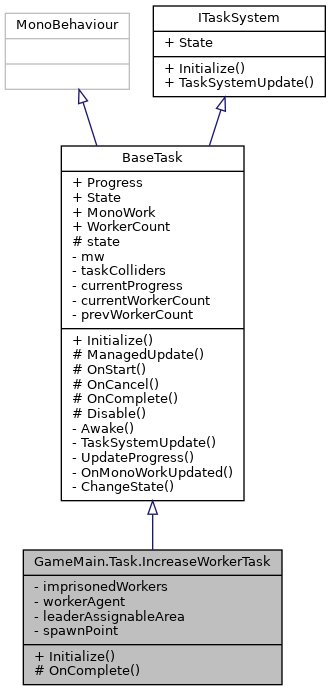 MonoBehaviour
ITaskSystem
+ State
+ Initialize()
+ TaskSystemUpdate()
BaseTask
+ Progress
+ State
+ MonoWork
+ WorkerCount
# state
- mw
- taskColliders
- currentProgress
- currentWorkerCount
- prevWorkerCount
+ Initialize()
# ManagedUpdate()
# OnStart()
# OnCancel()
# OnComplete()
# Disable()
- Awake()
- TaskSystemUpdate()
- UpdateProgress()
- OnMonoWorkUpdated()
- ChangeState()
GameMain.Task.IncreaseWorkerTask
- imprisonedWorkers
- workerAgent
- leaderAssignableArea
- spawnPoint
+ Initialize()
# OnComplete()